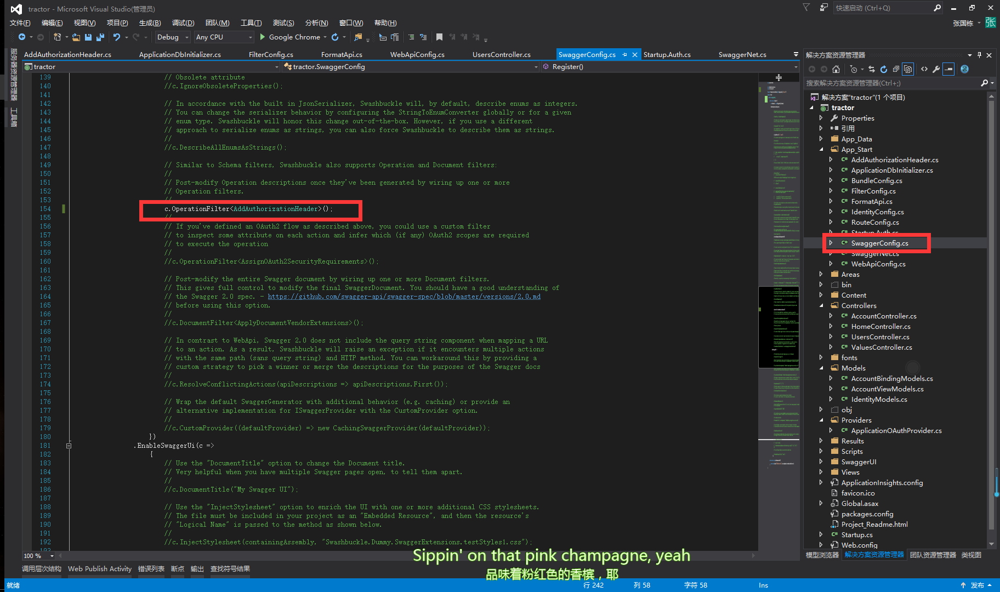 tractor - Microsoft Visual Studio(管理员)
快速启动 (Ctrl+Q)
文件(F) 编辑(E) 视图(V) 项目(P) 生成(B) 调试(D) 团队(M) 工具(T) 测试(S) 分析(N) 窗口(W) 帮助(H)
张国栋 张
Debug Any CPU Google Chrome
服务器资源管理器
工具箱
AddAuthorizationHeader.cs ApplicationDbInitializer.cs FilterConfig.cs FormatApi.cs WebApiConfig.cs UsersController.cs SwaggerConfig.cs Startup.Auth.cs SwaggerNet.cs
tractor tractor.SwaggerConfig Register()
139 // Obsolete attribute
140 //c.IgnoreObsoleteProperties();
141
142 // In accordance with the built in JsonSerializer, Swashbuckle will, by default, describe enums as integers.
143 // You can change the serializer behavior by configuring the StringToEnumConverter globally or for a given
144 // enum type. Swashbuckle will honor this change out-of-the-box. However, if you use a different
145 // approach to serialize enums as strings, you can also force Swashbuckle to describe them as strings.
146 //
147 //c.DescribeAllEnumsAsStrings();
148
149 // Similar to Schema filters, Swashbuckle also supports Operation and Document filters:
150 //
151 // Post-modify Operation descriptions once they've been generated by wiring up one or more
152 // Operation filters.
153 //
154 c.OperationFilter<AddAuthorizationHeader>();
155 //
156 // If you've defined an OAuth2 flow as described above, you could use a custom filter
157 // to inspect some attribute on each action and infer which (if any) OAuth2 scopes are required
158 // to execute the operation
159 //
160 //c.OperationFilter<AssignOAuth2SecurityRequirements>();
161
162 // Post-modify the entire Swagger document by wiring up one or more Document filters.
163 // This gives full control to modify the final SwaggerDocument. You should have a good understanding of
164 // the Swagger 2.0 spec. - https://github.com/swagger-api/swagger-spec/blob/master/versions/2.0.md
165 // before using this option.
166 //
167 //c.DocumentFilter<ApplyDocumentVendorExtensions>();
168
169 // In contrast to WebApi, Swagger 2.0 does not include the query string component when mapping a URL
170 // to an action. As a result, Swashbuckle will raise an exception if it encounters multiple actions
171 // with the same path (sans query string) and HTTP method. You can workaround this by providing a
172 // custom strategy to pick a winner or merge the descriptions for the purposes of the Swagger docs
173 //
174 //c.ResolveConflictingActions(apiDescriptions => apiDescriptions.First());
175
176 // Wrap the default SwaggerGenerator with additional behavior (e.g. caching) or provide an
177 // alternative implementation for ISwaggerProvider with the CustomProvider option.
178 //
179 //c.CustomProvider((defaultProvider) => new CachingSwaggerProvider(defaultProvider));
180 })
181 .EnableSwaggerUi(c =>
182 {
183 // Use the "DocumentTitle" option to change the Document title.
184 // Very helpful when you have multiple Swagger pages open, to tell them apart.
185 //
186 //c.DocumentTitle("My Swagger UI");
187
188 // Use the "InjectStylesheet" option to enrich the UI with one or more additional CSS stylesheets.
189 // The file must be included in your project as an "Embedded Resource", and then the resource's
190 // "Logical Name" is passed to the method as shown below.
191 //
192 //c.InjectStylesheet(containingAssembly, "Swashbuckle.Dummy.SwaggerExtensions.testStyles1.css");
193
100 %
解决方案资源管理器
搜索解决方案资源管理器(Ctrl+;)
解决方案"tractor"(1 个项目)
tractor
Properties
引用
App_Data
App_Start
AddAuthorizationHeader.cs
ApplicationDbInitializer.cs
BundleConfig.cs
FilterConfig.cs
FormatApi.cs
IdentityConfig.cs
RouteConfig.cs
Startup.Auth.cs
SwaggerConfig.cs
SwaggerNet.cs
WebApiConfig.cs
Areas
bin
Content
Controllers
AccountController.cs
HomeController.cs
UsersController.cs
ValuesController.cs
fonts
Models
AccountBindingModels.cs
AccountViewModels.cs
IdentityModels.cs
obj
Providers
ApplicationOAuthProvider.cs
Results
Scripts
SwaggerUI
Views
ApplicationInsights.config
favicon.ico
Global.asax
packages.config
Project_Readme.html
Startup.cs
Web.config
模型浏览器 解决方案资源管理器 团队资源管理器 类视图
Sippin' on that pink champagne, yeah
品味着粉红色的香槟，耶
调用层次结构 Web Publish Activity 错误列表 断点 输出 查找符号结果
就绪 行 242 列 58 字符 58 Ins 发布